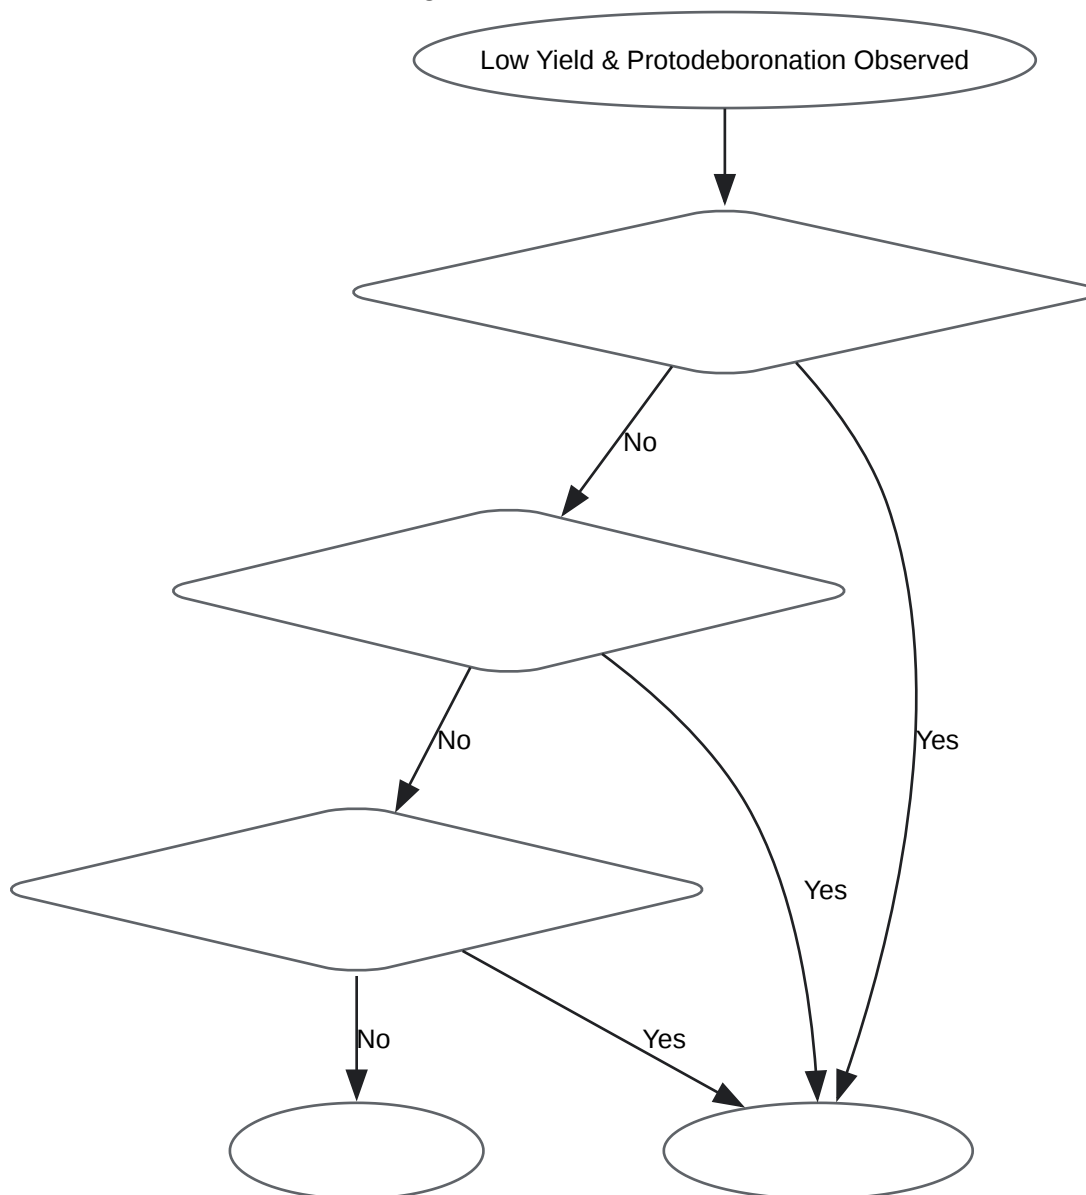 Low Yield & Protodeboronation Observed
No
No
Yes
Yes
No
Yes